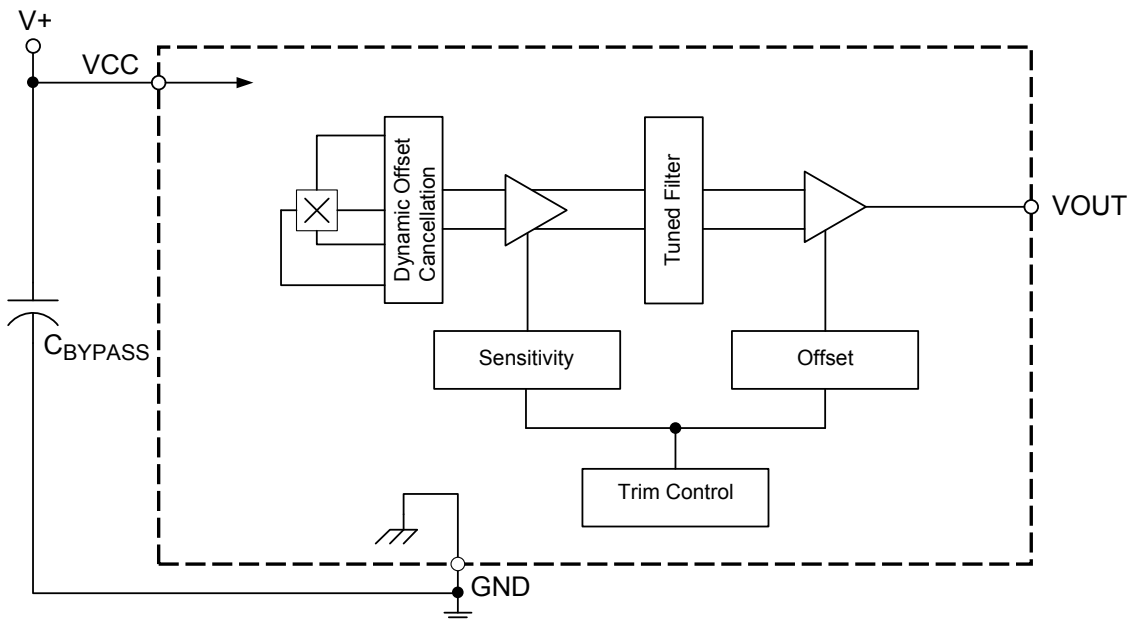 V+
VCC
Dynamic Offset
Cancellation
Tuned Filter
VOUT
CBYPASS
Sensitivity
Offset
Trim Control
GND